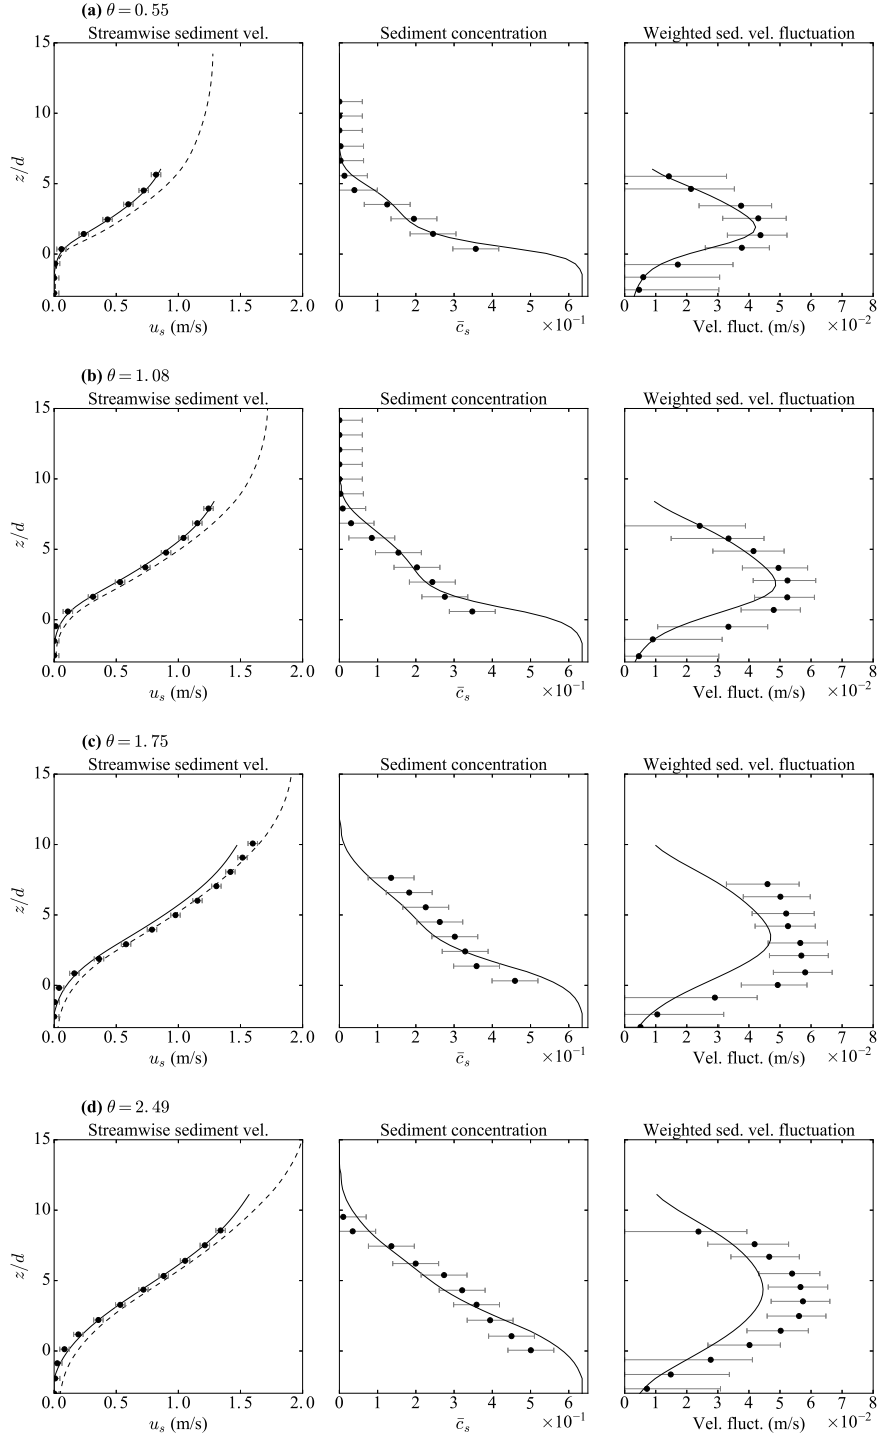 (a) θ = 0.55
Streamwise sediment vel. Sediment concentration Weighted sed. vel. fluctuation
15
10
5
0
z/d
0.0 0.5 1.0 1.5 2.0 0 1 2 3 4 5 6 0 1 2 3 4 5 6 7 8
u_s (m/s) c̄_s ×10⁻¹ Vel. fluct. (m/s) ×10⁻²
(b) θ = 1.08
Streamwise sediment vel. Sediment concentration Weighted sed. vel. fluctuation
15
10
5
0
z/d
0.0 0.5 1.0 1.5 2.0 0 1 2 3 4 5 6 0 1 2 3 4 5 6 7 8
u_s (m/s) c̄_s ×10⁻¹ Vel. fluct. (m/s) ×10⁻²
(c) θ = 1.75
Streamwise sediment vel. Sediment concentration Weighted sed. vel. fluctuation
15
10
5
0
z/d
0.0 0.5 1.0 1.5 2.0 0 1 2 3 4 5 6 0 1 2 3 4 5 6 7 8
u_s (m/s) c̄_s ×10⁻¹ Vel. fluct. (m/s) ×10⁻²
(d) θ = 2.49
Streamwise sediment vel. Sediment concentration Weighted sed. vel. fluctuation
15
10
5
0
z/d
0.0 0.5 1.0 1.5 2.0 0 1 2 3 4 5 6 0 1 2 3 4 5 6 7 8
u_s (m/s) c̄_s ×10⁻¹ Vel. fluct. (m/s) ×10⁻²